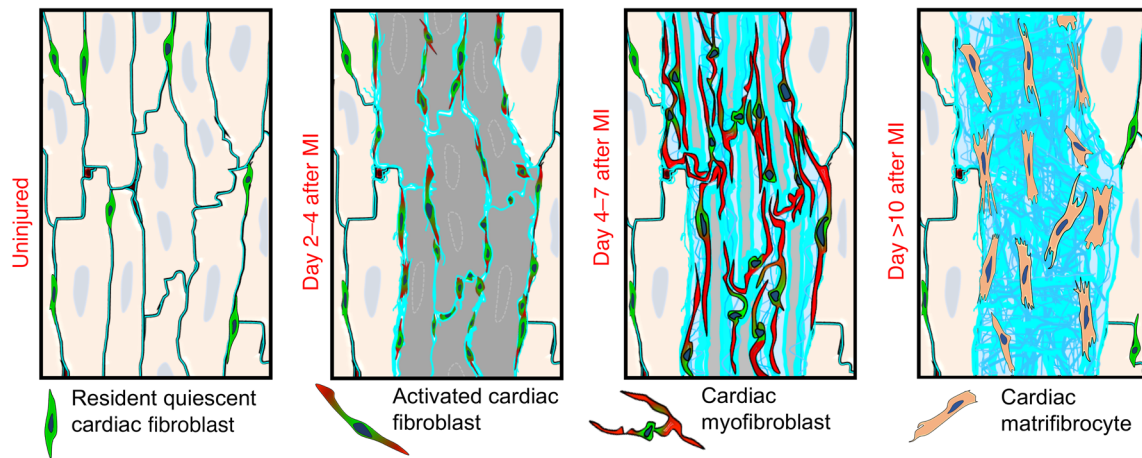 Uninjured
Day 2–4 after MI
Day 4–7 after MI
Day >10 after MI
Resident quiescent
cardiac fibroblast
Activated cardiac
fibroblast
Cardiac
myofibroblast
Cardiac
matrifibrocyte